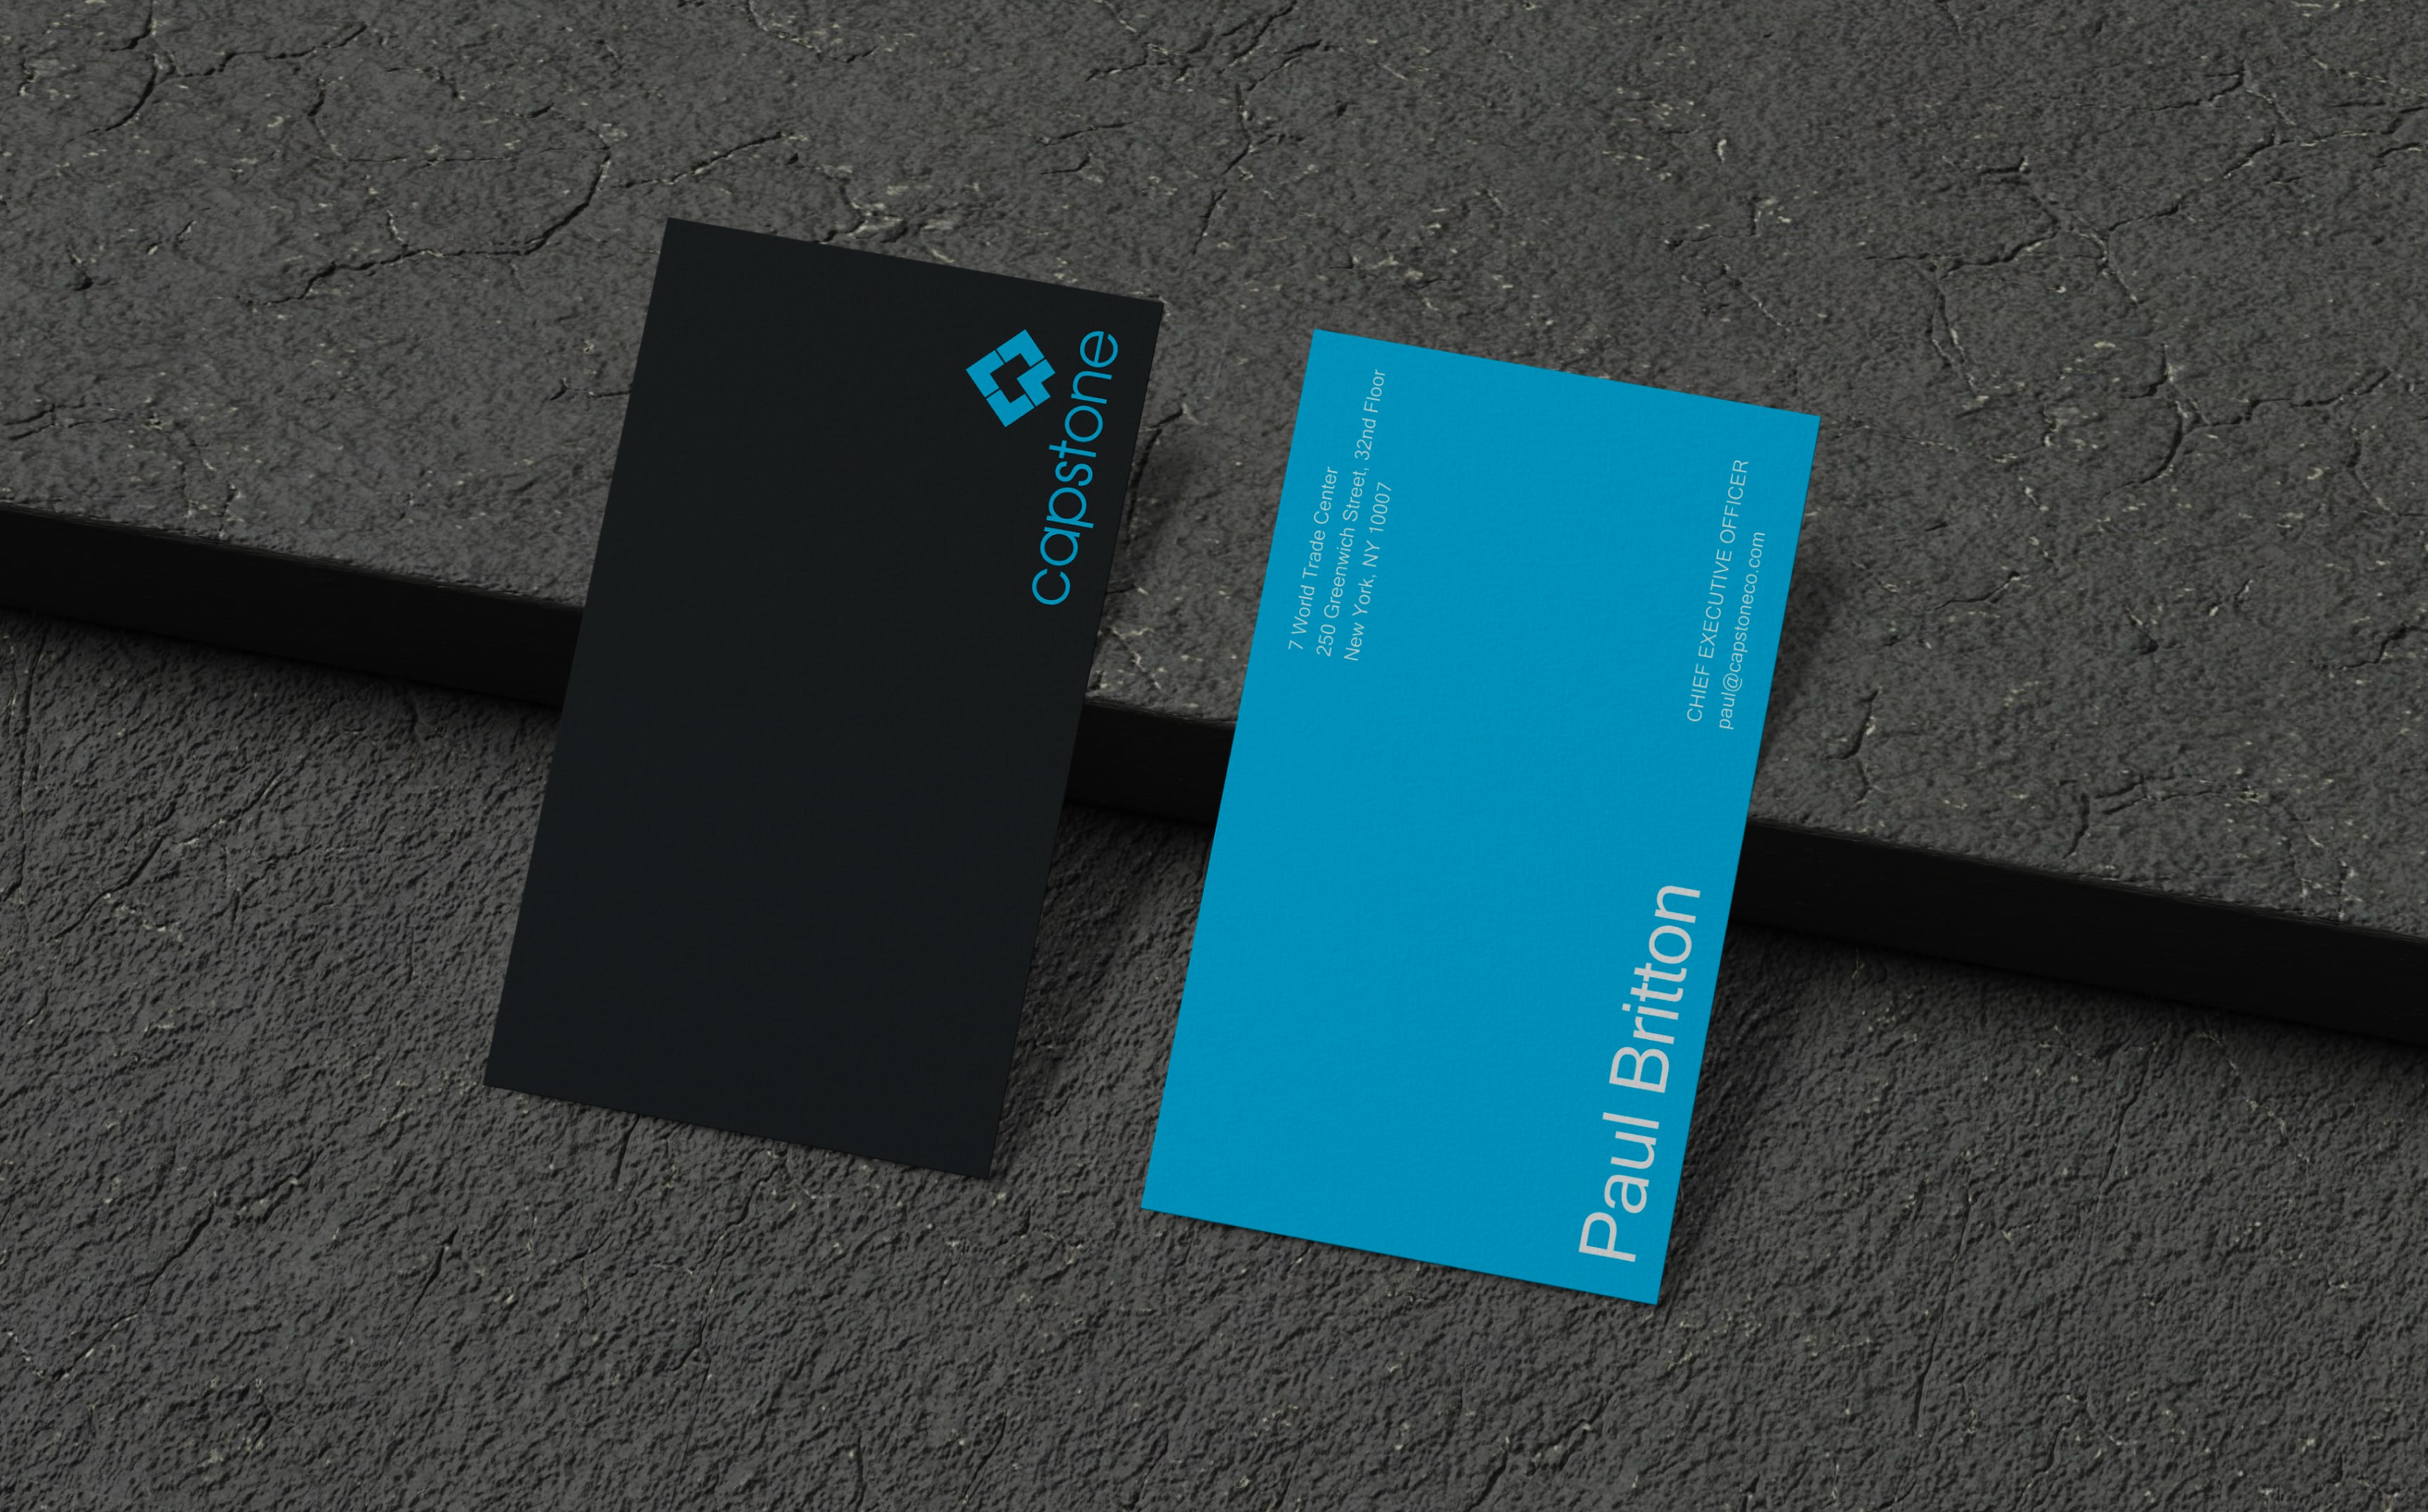 capstone
7 World Trade Center
250 Greenwich Street, 32nd Floor
New York, NY 10007
CHIEF EXECUTIVE OFFICER
paul@capstoneco.com
Paul Britton